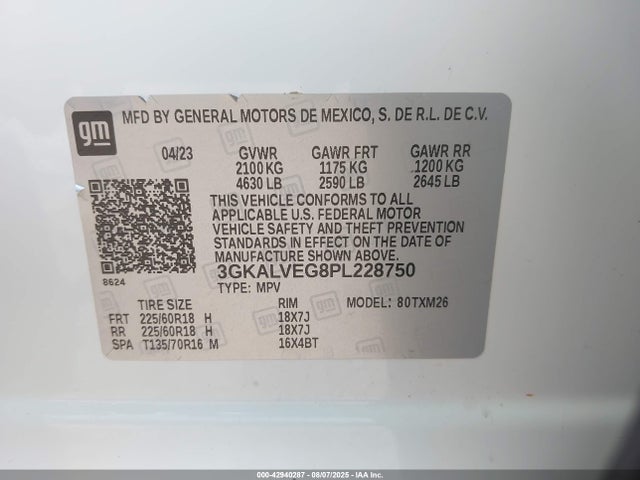 gm
MFD BY GENERAL MOTORS DE MEXICO, S. DE R.L. DE C.V.
04/23 GVWR GAWR FRT GAWR RR
2100 KG 1175 KG 1200 KG
4630 LB 2590 LB 2645 LB
THIS VEHICLE CONFORMS TO ALL
APPLICABLE U.S. FEDERAL MOTOR
VEHICLE SAFETY AND THEFT PREVENTION
STANDARDS IN EFFECT ON THE DATE OF
MANUFACTURE SHOWN ABOVE.
3GKALVEG8PL228750
8624
TYPE: MPV
TIRE SIZE RIM MODEL: 80TXM26
FRT 225/60R18 H 18X7J
RR 225/60R18 H 18X7J
SPA T135/70R16 M 16X4BT
000-42940287 - 08/07/2025 - IAAI.COM